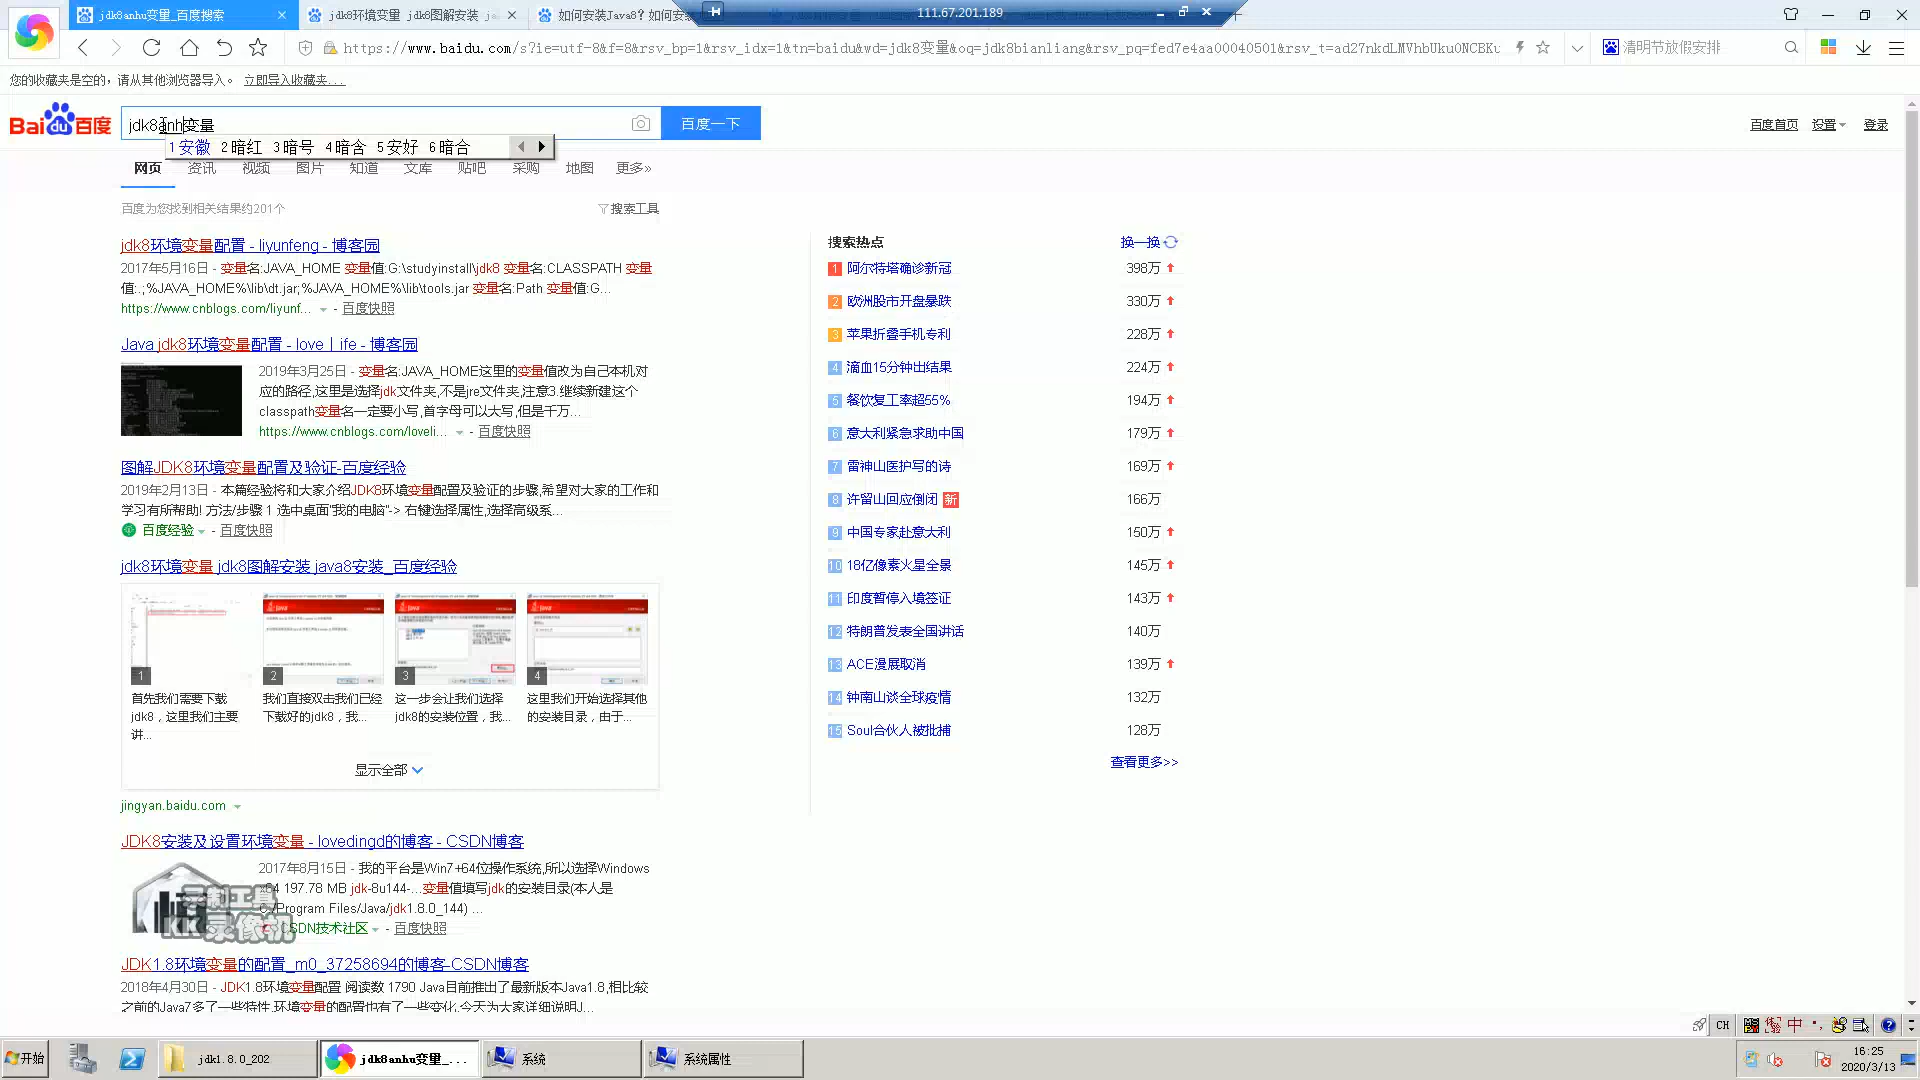 jdk8anhu变量_百度搜索
jdk8环境变量 jdk8图解安装 ja
如何安装Java8? 如何安装
111.67.201.189
https://www.baidu.com/s?ie=utf-8&f=8&rsv_bp=1&rsv_idx=1&tn=baidu&wd=jdk8变量&oq=jdk8bianliang&rsv_pq=fed7e4aa00040501&rsv_t=ad27nkdLMVhbUku0NCBKu
清明节放假安排
您的收藏夹是空的，请从其他浏览器导入。 立即导入收藏夹...
Bai du 百度
jdk8anh变量
百度一下
百度首页 设置 登录
1安徽 2暗红 3暗号 4暗含 5安好 6暗合
网页 资讯 视频 图片 知道 文库 贴吧 采购 地图 更多»
百度为您找到相关结果约201个
搜索工具
jdk8环境变量配置 - liyunfeng - 博客园
2017年5月16日 - 变量名:JAVA_HOME 变量值:G:\studyinstall\jdk8 变量名:CLASSPATH 变量
值:.;%JAVA_HOME%\lib\dt.jar;%JAVA_HOME%\lib\tools.jar 变量名:Path 变量值:G...
https://www.cnblogs.com/liyunf... - 百度快照
Java jdk8环境变量配置 - love丨ife - 博客园
2019年3月25日 - 变量名:JAVA_HOME这里的变量值改为自己本机对
应的路径,这里是选择jdk文件夹,不是jre文件夹,注意3.继续新建这个
classpath变量名一定要小写,首字母可以大写,但是千万...
https://www.cnblogs.com/loveli... - 百度快照
图解JDK8环境变量配置及验证-百度经验
2019年2月13日 - 本篇经验将和大家介绍JDK8环境变量配置及验证的步骤,希望对大家的工作和
学习有所帮助! 方法/步骤 1 选中桌面"我的电脑"-> 右键选择属性,选择高级系...
百度经验 - 百度快照
jdk8环境变量 jdk8图解安装 java8安装_百度经验
1
2
3
4
首先我们需要下载
jdk8，这里我们主要
讲...
我们直接双击我们已经
下载好的jdk8，我...
这一步会让我们选择
jdk8的安装位置，我...
这里我们开始选择其他
的安装目录，由于...
显示全部
jingyan.baidu.com
JDK8安装及设置环境变量 - lovedingd的博客 - CSDN博客
2017年8月15日 - 我的平台是Win7+64位操作系统,所以选择Windows
x64 197.78 MB jdk-8u144-...变量值填写jdk的安装目录(本人是
C:/Program Files/Java/jdk1.8.0_144) ...
CSDN技术社区 - 百度快照
录制工具
KK录像机
JDK1.8环境变量的配置_m0_37258694的博客-CSDN博客
2018年4月30日 - JDK1.8环境变量配置 阅读数 1790 Java目前推出了最新版本Java1.8,相比较
之前的Java7多了一些特性,环境变量的配置也有了一些变化,今天为大家详细说明J...
搜索热点
换一换
1 阿尔特塔确诊新冠 398万
2 欧洲股市开盘暴跌 330万
3 苹果折叠手机专利 228万
4 滴血15分钟出结果 224万
5 餐饮复工率超55% 194万
6 意大利紧急求助中国 179万
7 雷神山医护写的诗 169万
8 许留山回应倒闭 新 166万
9 中国专家赴意大利 150万
10 18亿像素火星全景 145万
11 印度暂停入境签证 143万
12 特朗普发表全国讲话 140万
13 ACE漫展取消 139万
14 钟南山谈全球疫情 132万
15 Soul合伙人被批捕 128万
查看更多>>
CH 中
开始
jdk1.8.0_202
jdk8anhu变量_...
系统
系统属性
16:25
2020/3/13